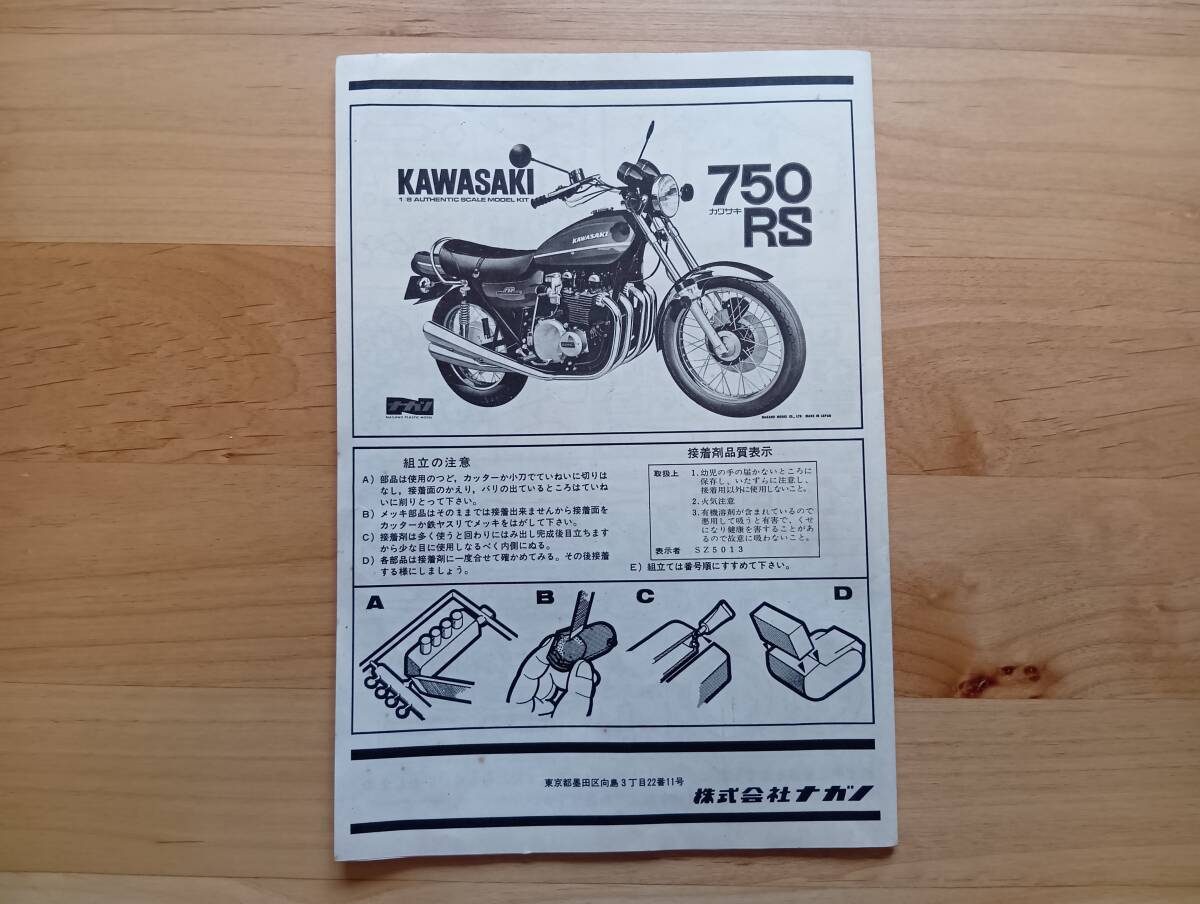 KAWASAKI
1/8 AUTHENTIC SCALE MODEL KIT
750
カワサキ
RS
KAWASAKI
ナガノ
NAGANO PLASTIC MODEL
NAGANO MODEL CO., LTD. MADE IN JAPAN
組立の注意
A）部品は使用のつど，カッターか小刀でていねいに切りは
なし，接着面のかえり，バリの出ているところはていね
いに削りとって下さい。
B）メッキ部品はそのままでは接着出来ませんから接着面を
カッターか鉄ヤスリでメッキをはがして下さい。
C）接着剤は多く使うと回わりにはみ出し完成後目立ちます
から少な目に使用しなるべく内側にぬる。
D）各部品は接着剤に一度合せて確かめてみる。その後接着
する様にしましょう。
接着剤品質表示
取扱上 1.幼児の手の届かないところに
保存し、いたずらに注意し、
接着用以外に使用しないこと。
2.火気注意
3.有機溶剤が含まれているので
悪用して吸うと有害で、くせ
になり健康を害することがあ
るので故意に吸わないこと。
表示者 SZ5013
E）組立ては番号順にすすめて下さい。
A B C D
東京都墨田区向島3丁目22番11号
株式会社ナガノ